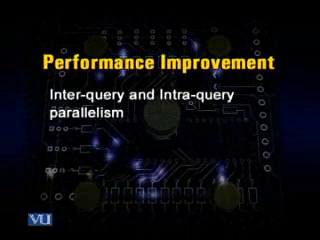 Performance Improvement
Inter-query and Intra-query
parallelism
VU